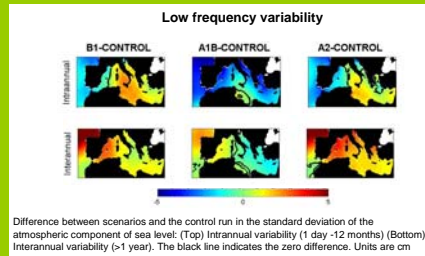 Low frequency variability
B1-CONTROL A1B-CONTROL A2-CONTROL
Intraannual
Interannual
-5 0 5
Difference between scenarios and the control run in the standard deviation of the
atmospheric component of sea level: (Top) Intrannual variability (1 day -12 months) (Bottom)
Interannual variability (>1 year). The black line indicates the zero difference. Units are cm